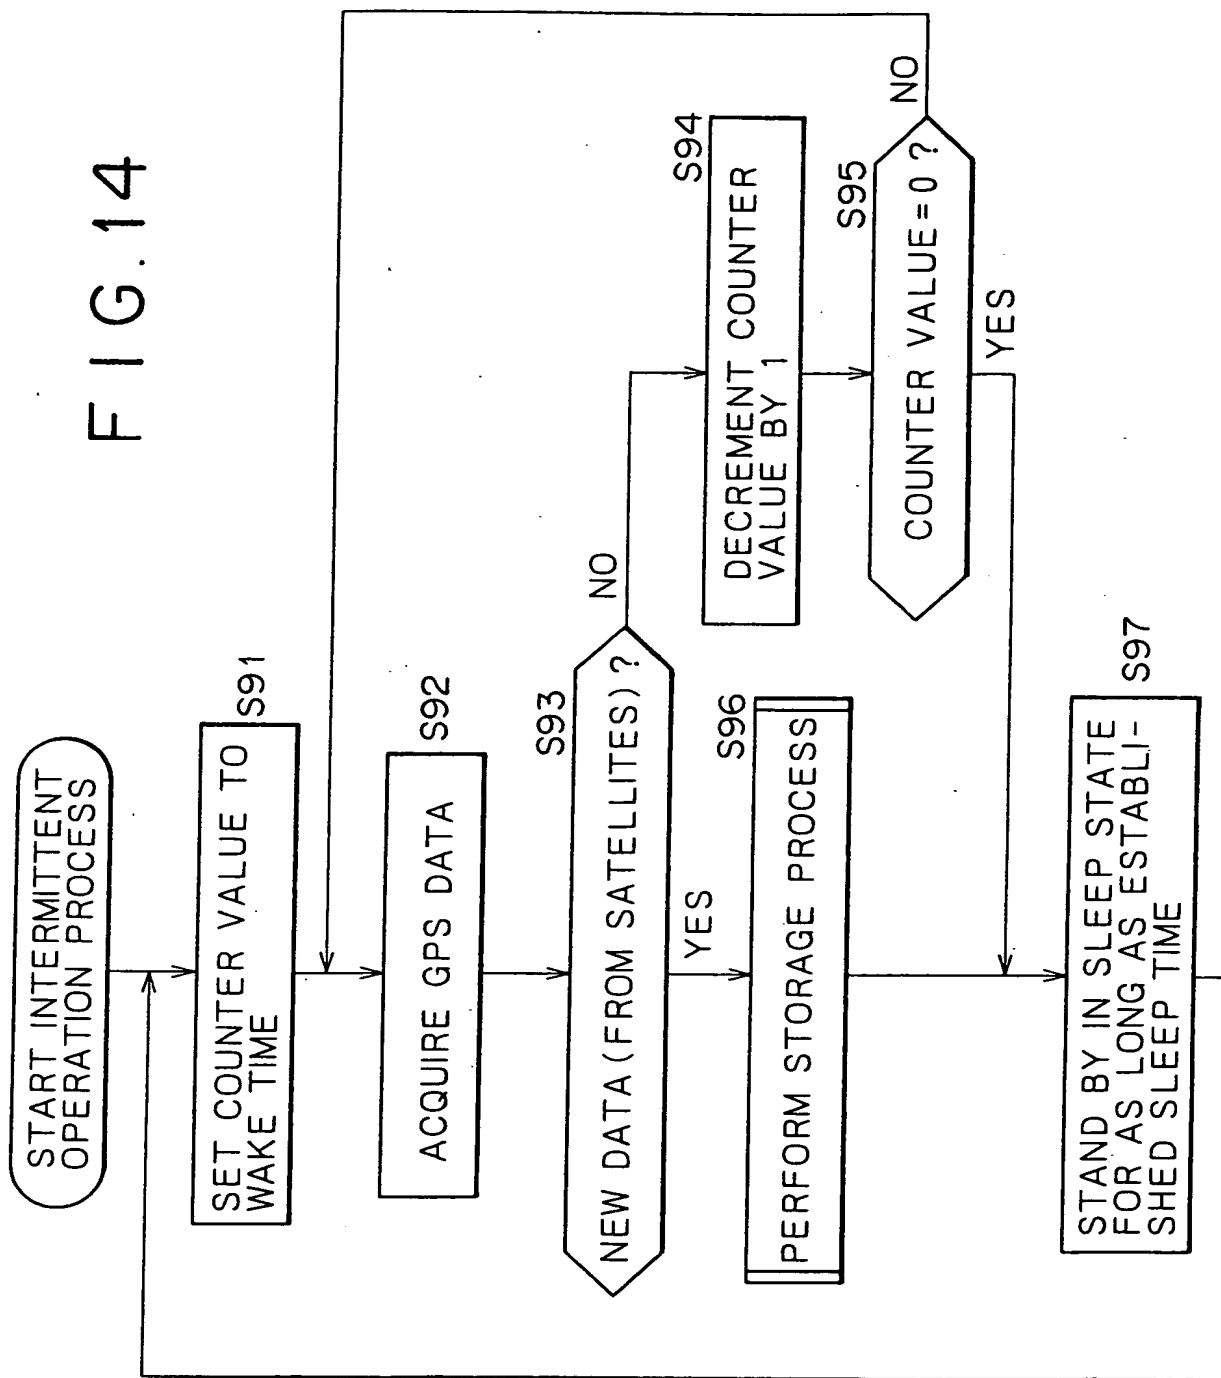 FIG.14
START INTERMITTENT
OPERATION PROCESS
SET COUNTER VALUE TO
WAKE TIME
S91
ACQUIRE GPS DATA
S92
NEW DATA (FROM SATELLITES) ?
S93
NO
YES
DECREMENT COUNTER
VALUE BY 1
S94
COUNTER VALUE=0 ?
S95
NO
YES
PERFORM STORAGE PROCESS
S96
STAND BY IN SLEEP STATE
FOR AS LONG AS ESTABLI-
SHED SLEEP TIME
S97